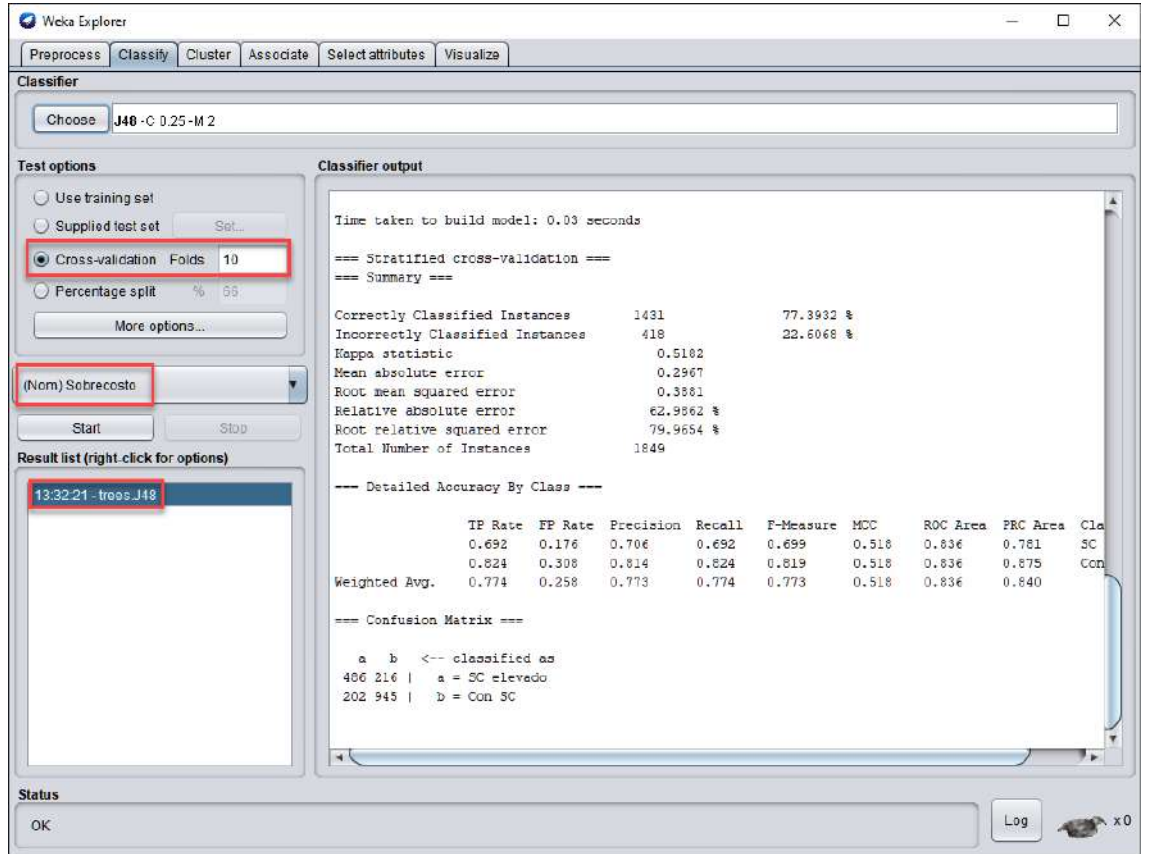 Weka Explorer
Preprocess Classify Cluster Associate Select attributes Visualize
Classifier
Choose J48 -C 0.25 -M 2
Test options
Use training set
Supplied test set Set...
Cross-validation Folds 10
Percentage split % 66
More options...
(Nom) Sobrecosto
Start Stop
Result list (right-click for options)
13:32:21 - trees.J48
Classifier output
Time taken to build model: 0.03 seconds
=== Stratified cross-validation ===
=== Summary ===
Correctly Classified Instances 1431 77.3932 %
Incorrectly Classified Instances 418 22.6068 %
Kappa statistic 0.5182
Mean absolute error 0.2967
Root mean squared error 0.3881
Relative absolute error 62.9862 %
Root relative squared error 79.9654 %
Total Number of Instances 1849
=== Detailed Accuracy By Class ===
TP Rate FP Rate Precision Recall F-Measure MCC ROC Area PRC Area Cla
0.692 0.176 0.706 0.692 0.699 0.518 0.836 0.781 SC
0.824 0.308 0.814 0.824 0.819 0.518 0.836 0.875 Con
Weighted Avg. 0.774 0.258 0.773 0.774 0.773 0.518 0.836 0.840
=== Confusion Matrix ===
a b <-- classified as
486 216 | a = SC elevado
202 945 | b = Con SC
Status
OK
Log x 0